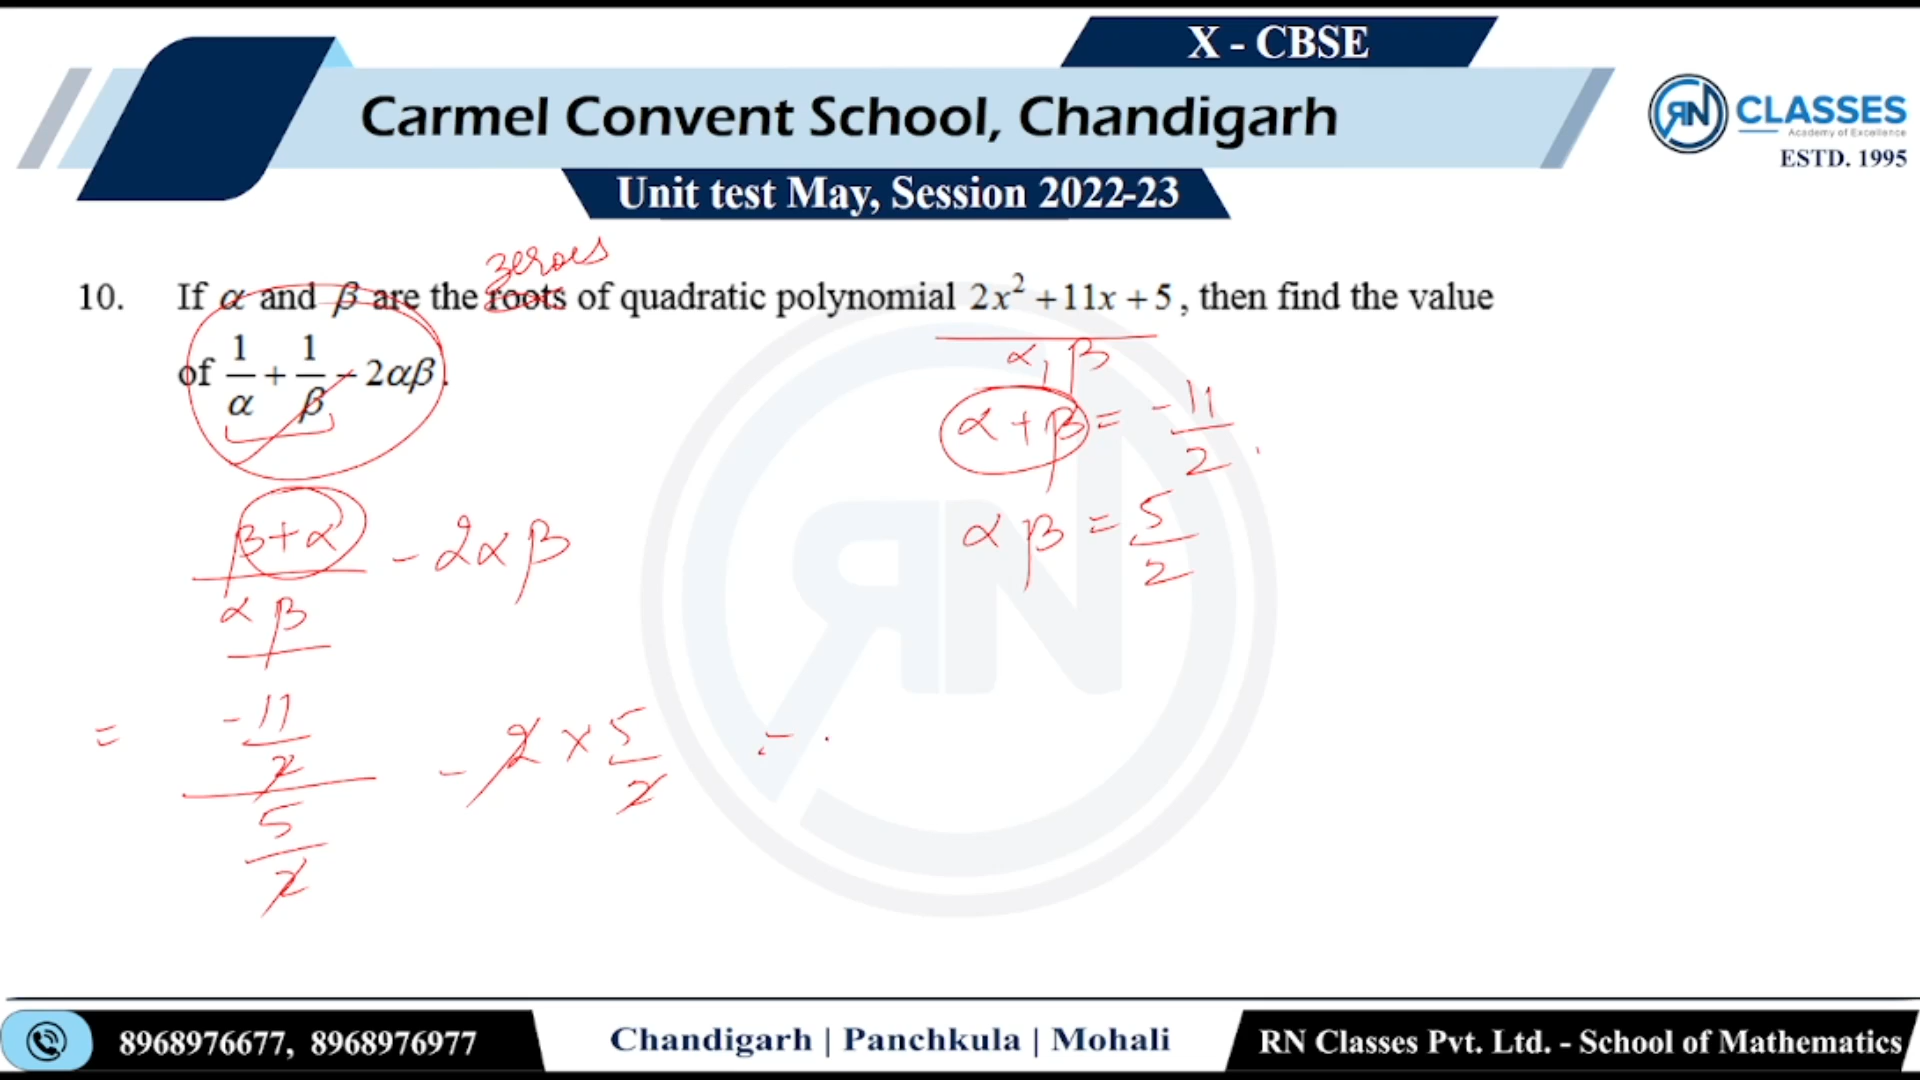 X - CBSE
Carmel Convent School, Chandigarh
RN CLASSES
Academy of Excellence
ESTD. 1995
Unit test May, Session 2022-23
zeroes
10. If α and β are the roots of quadratic polynomial 2x² +11x +5, then find the value
of 1/α + 1/β - 2αβ.
α, β
α + β = -11/2
αβ = 5/2
β+α/αβ - 2αβ
= -11/2 / 5/2 - 2 × 5/2 =
RN
8968976677, 8968976977
Chandigarh | Panchkula | Mohali
RN Classes Pvt. Ltd. - School of Mathematics